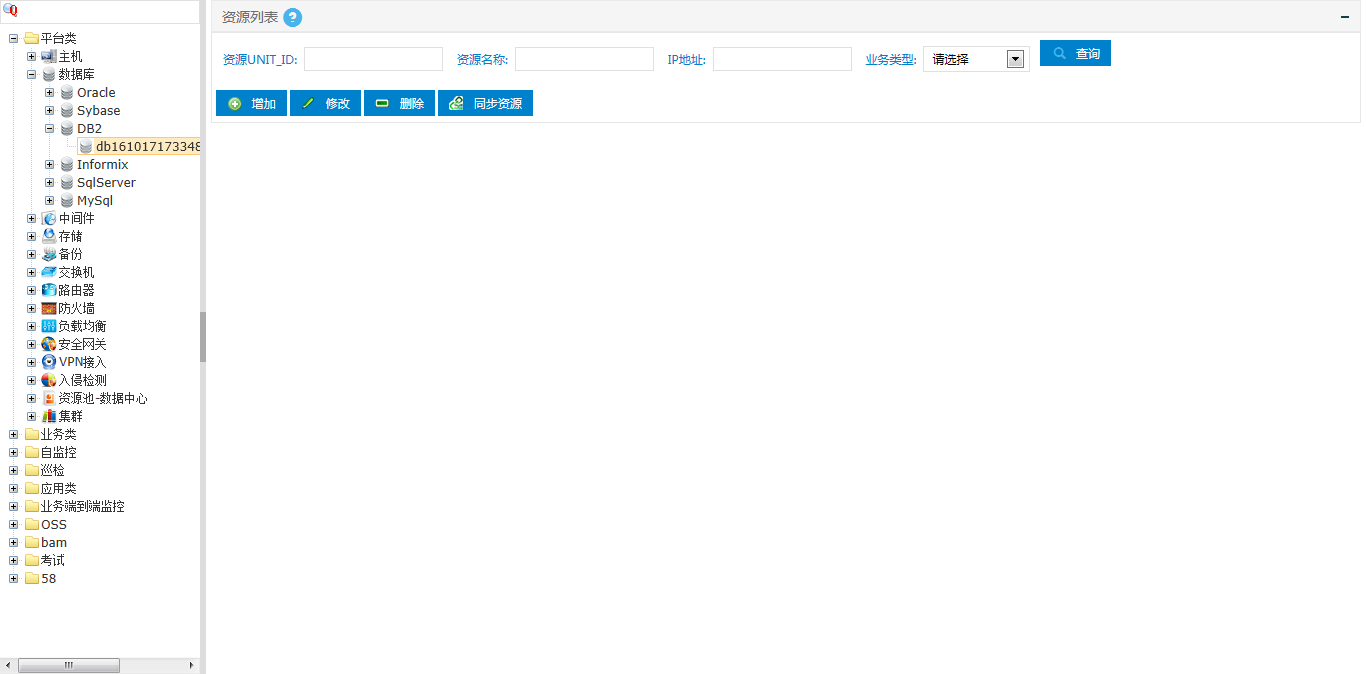 资源列表 ?
资源UNIT_ID: 资源名称: IP地址: 业务类型: 请选择 查询
增加 修改 删除 同步资源
平台类
主机
数据库
Oracle
Sybase
DB2
db161017173348
Informix
SqlServer
MySql
中间件
存储
备份
交换机
路由器
防火墙
负载均衡
安全网关
VPN接入
入侵检测
资源池-数据中心
集群
业务类
自监控
巡检
应用类
业务端到端监控
OSS
bam
考试
58